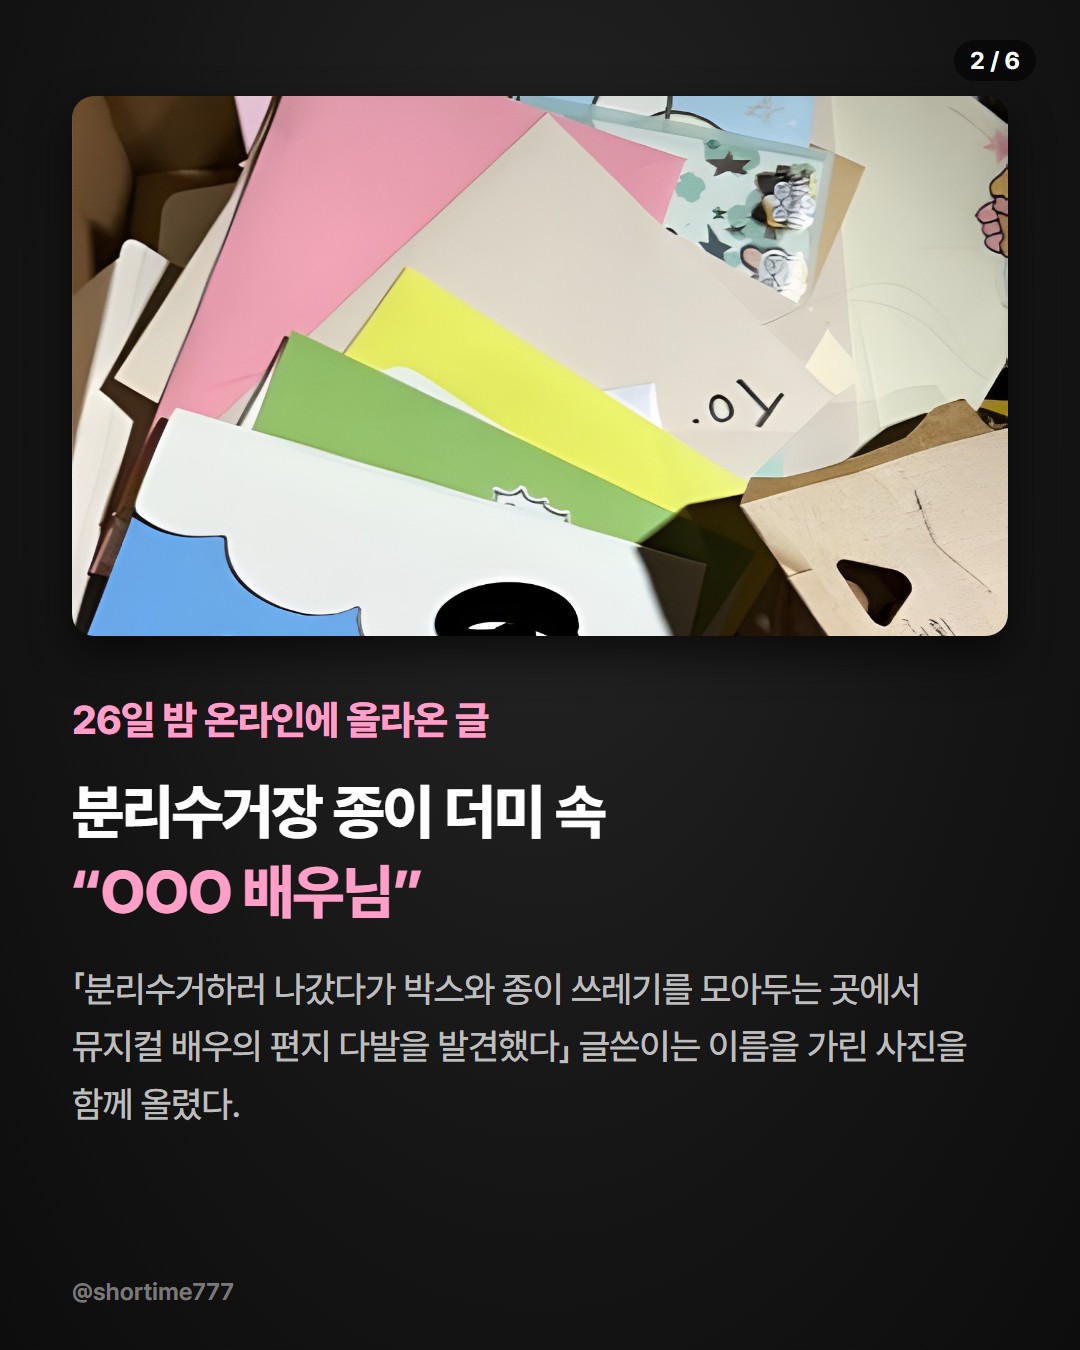 2 / 6
To.
26일 밤 온라인에 올라온 글
분리수거장 종이 더미 속
“OOO 배우님”
「분리수거하러 나갔다가 박스와 종이 쓰레기를 모아두는 곳에서
뮤지컬 배우의 편지 다발을 발견했다」 글쓴이는 이름을 가린 사진을
함께 올렸다.
@shortime777